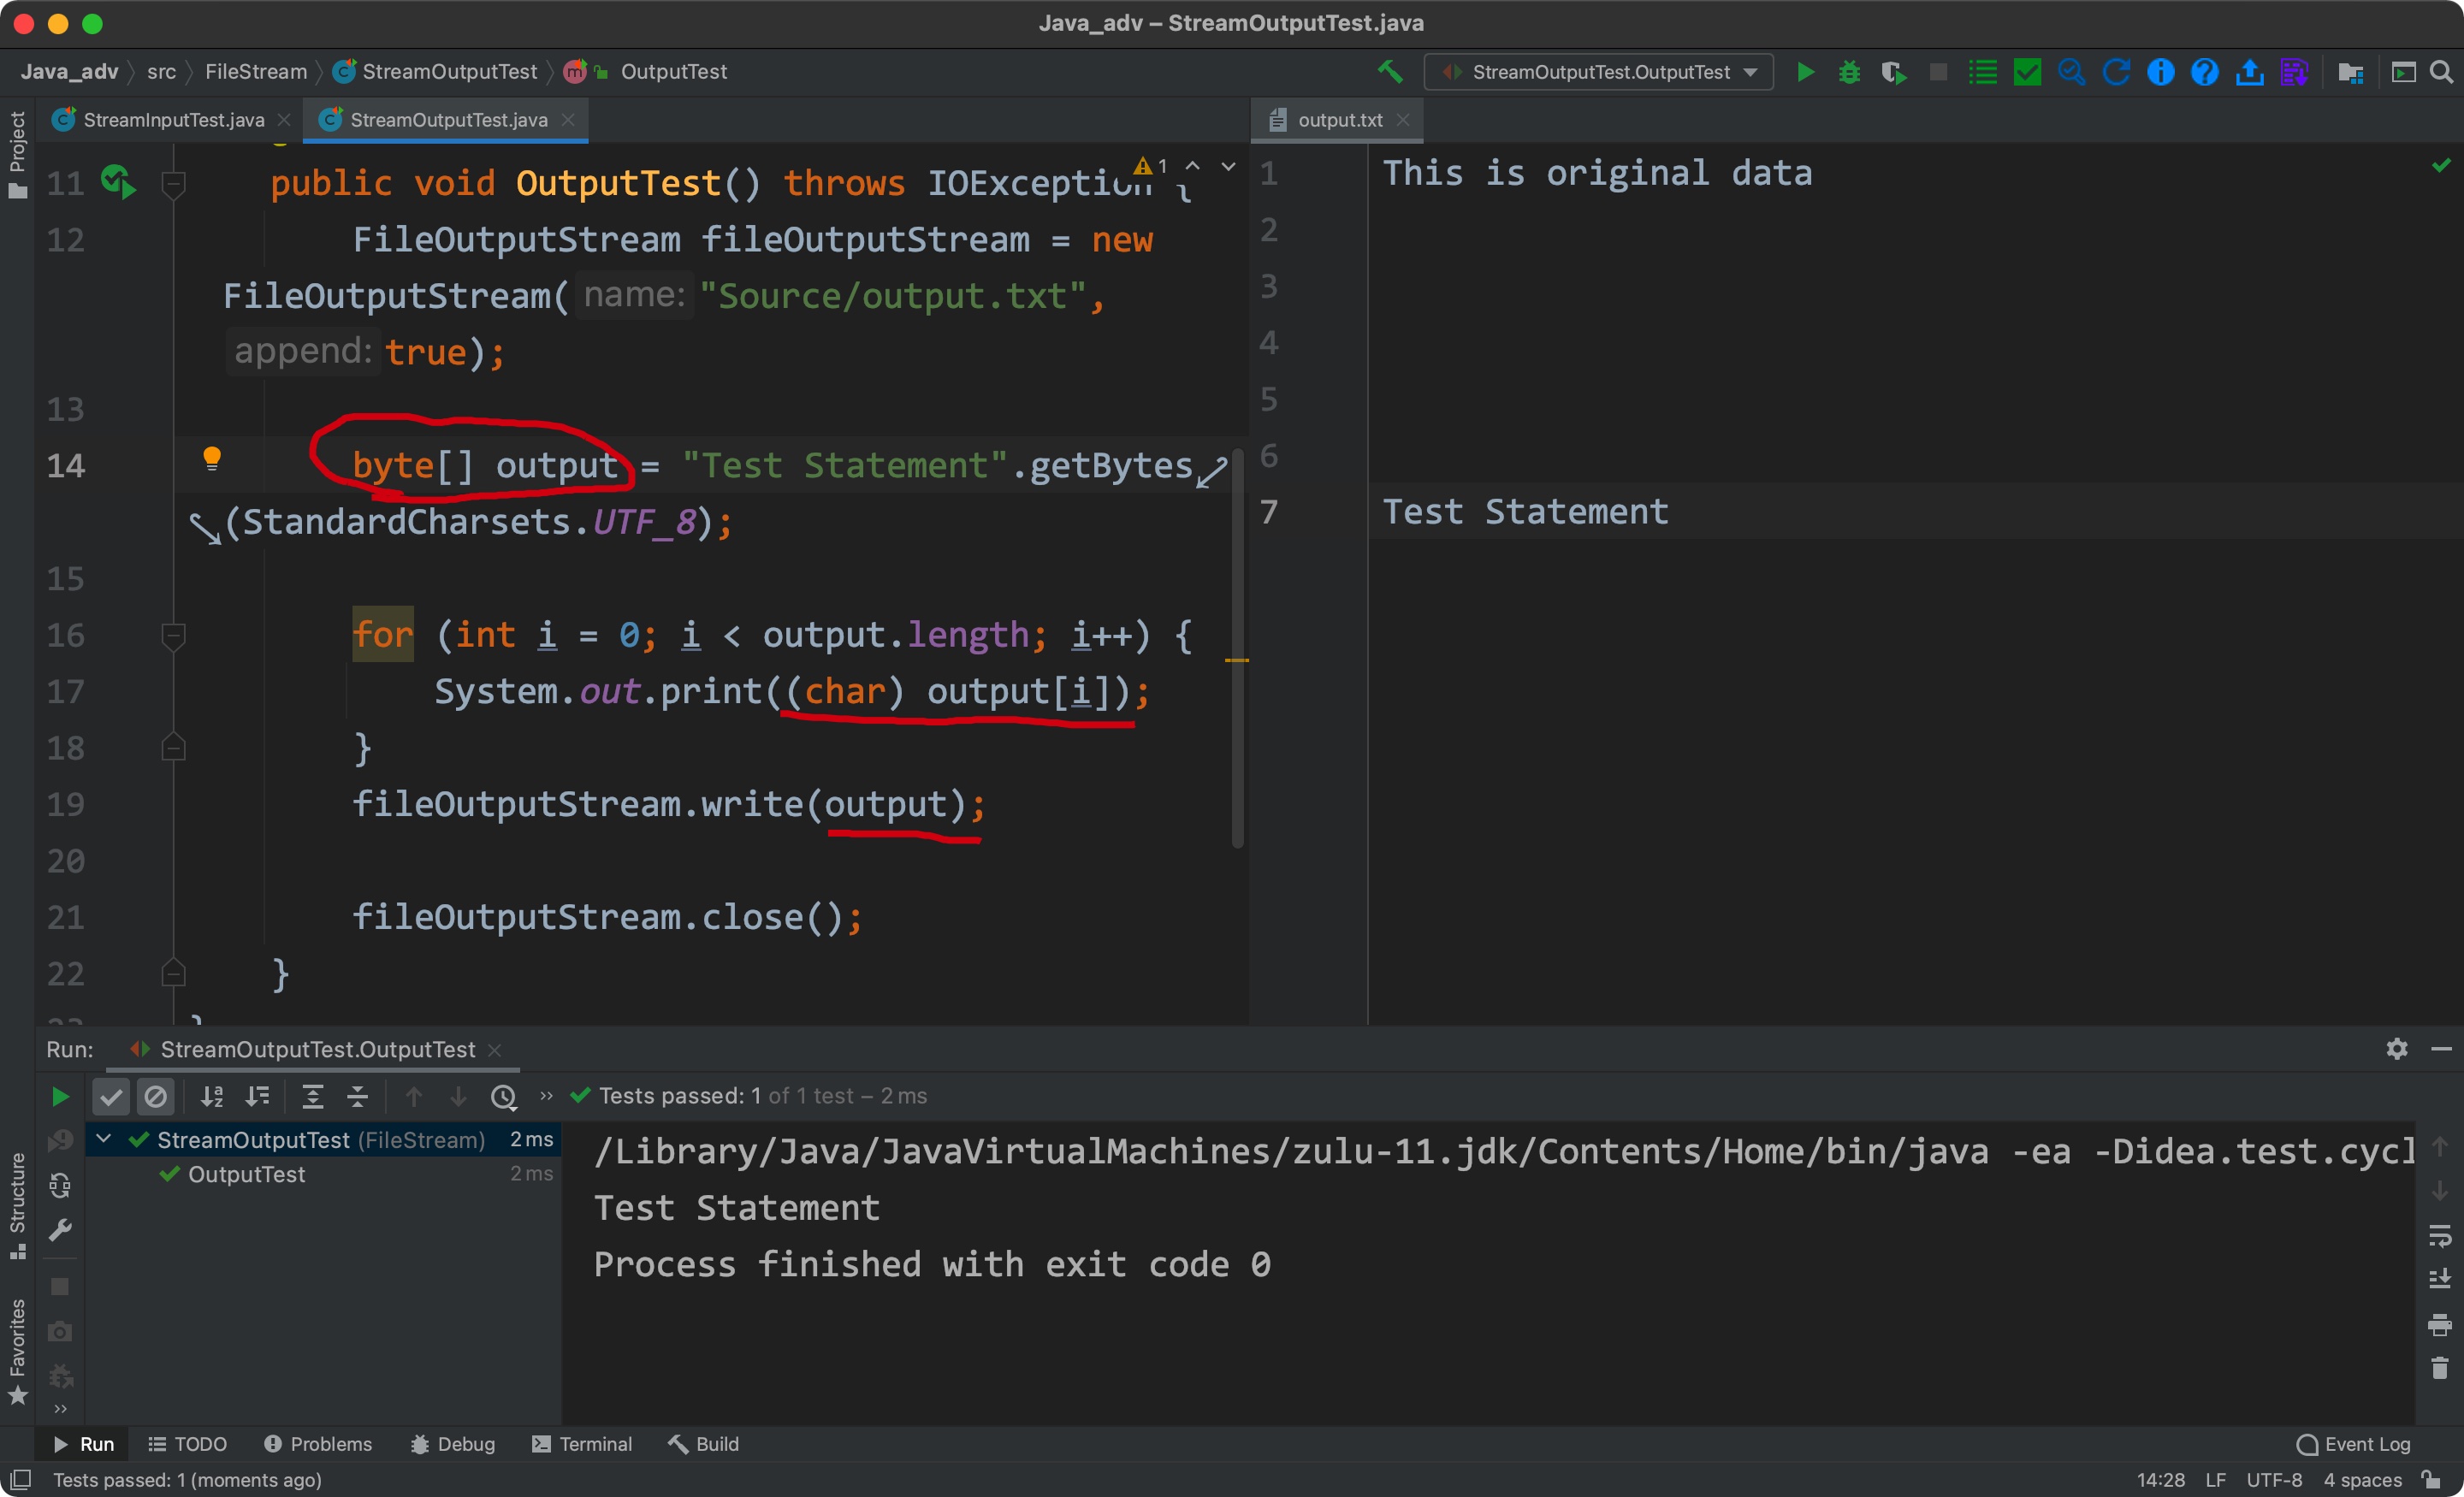 Java_adv – StreamOutputTest.java
Java_adv src FileStream StreamOutputTest OutputTest
StreamOutputTest.OutputTest
Project
StreamInputTest.java StreamOutputTest.java
output.txt
1
11 public void OutputTest() throws IOException {
12 FileOutputStream fileOutputStream = new
FileOutputStream( name: "Source/output.txt",
append: true);
13
14 byte[] output = "Test Statement".getBytes
(StandardCharsets.UTF_8);
15
16 for (int i = 0; i < output.length; i++) {
17 System.out.print((char) output[i]);
18 }
19 fileOutputStream.write(output);
20
21 fileOutputStream.close();
22 }
23 }
1 This is original data
2
3
4
5
6
7 Test Statement
Run: StreamOutputTest.OutputTest
Tests passed: 1 of 1 test – 2 ms
StreamOutputTest (FileStream) 2 ms
OutputTest 2 ms
/Library/Java/JavaVirtualMachines/zulu-11.jdk/Contents/Home/bin/java -ea -Didea.test.cycl
Test Statement
Process finished with exit code 0
Structure
Favorites
Run TODO Problems Debug Terminal Build Event Log
Tests passed: 1 (moments ago) 14:28 LF UTF-8 4 spaces